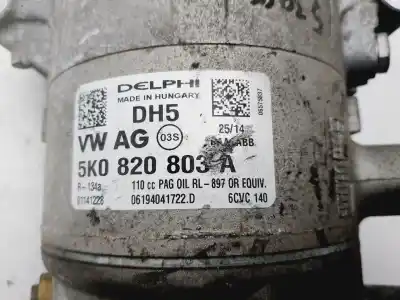 DELPHI
MADE IN HUNGARY
DH5
VW AG 03S 25/14
5K0 820 803 A
R-134a 110 cc PAG OIL RL-897 OR EQUIV.
06194041722.D 6CVC 140